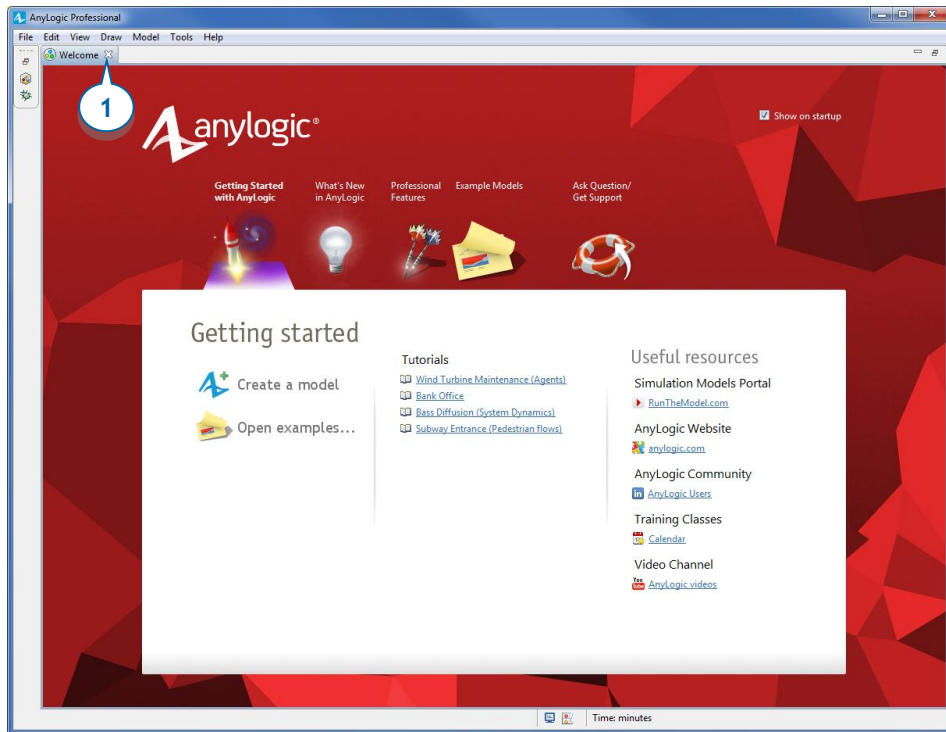 AnyLogic Professional
File Edit View Draw Model Tools Help
Welcome
1
anylogic®
Show on startup
Getting Started
with AnyLogic
What's New
in AnyLogic
Professional
Features
Example Models
Ask Question/
Get Support
Getting started
Create a model
Open examples...
Tutorials
Wind Turbine Maintenance (Agents)
Bank Office
Bass Diffusion (System Dynamics)
Subway Entrance (Pedestrian flows)
Useful resources
Simulation Models Portal
RunTheModel.com
AnyLogic Website
anylogic.com
AnyLogic Community
in AnyLogic Users
Training Classes
Calendar
Video Channel
You Tube AnyLogic videos
Time: minutes